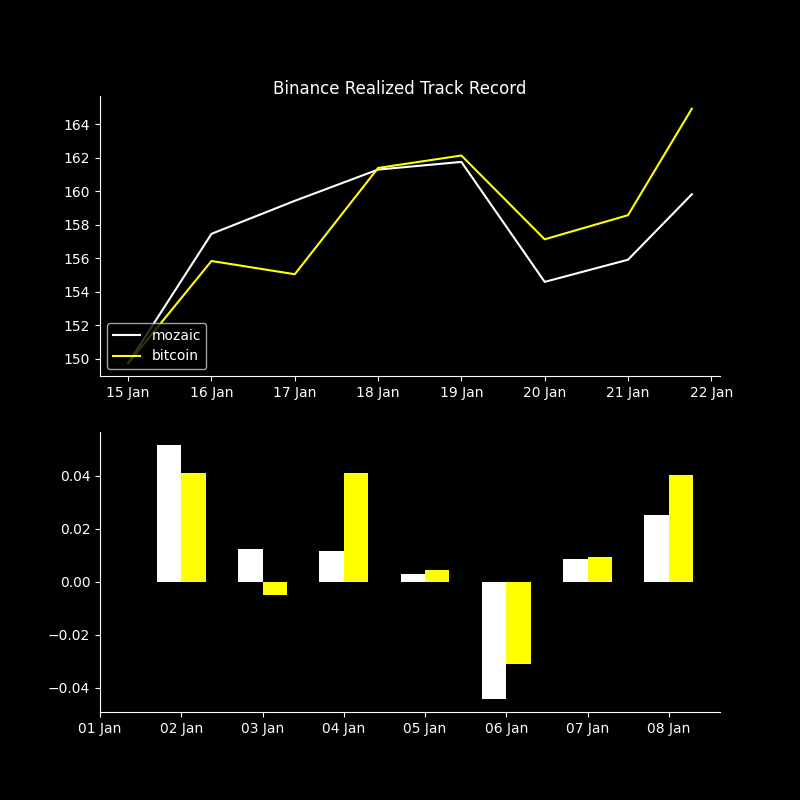 Binance Realized Track Record
164
162
160
158
156
154
152
150
mozaic
bitcoin
15 Jan 16 Jan 17 Jan 18 Jan 19 Jan 20 Jan 21 Jan 22 Jan
0.04
0.02
0.00
−0.02
−0.04
01 Jan 02 Jan 03 Jan 04 Jan 05 Jan 06 Jan 07 Jan 08 Jan